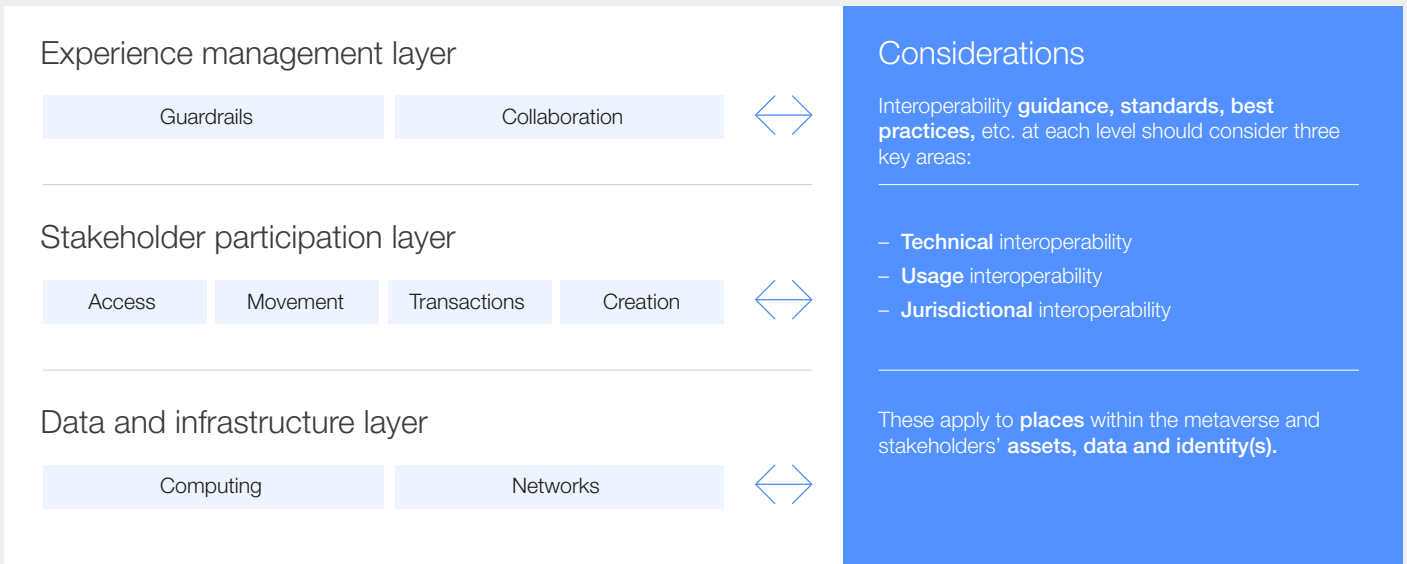 Experience management layer
Guardrails
Collaboration
Stakeholder participation layer
Access
Movement
Transactions
Creation
Data and infrastructure layer
Computing
Networks
Considerations
Interoperability guidance, standards, best
practices, etc. at each level should consider three
key areas:
– Technical interoperability
– Usage interoperability
– Jurisdictional interoperability
These apply to places within the metaverse and
stakeholders’ assets, data and identity(s).